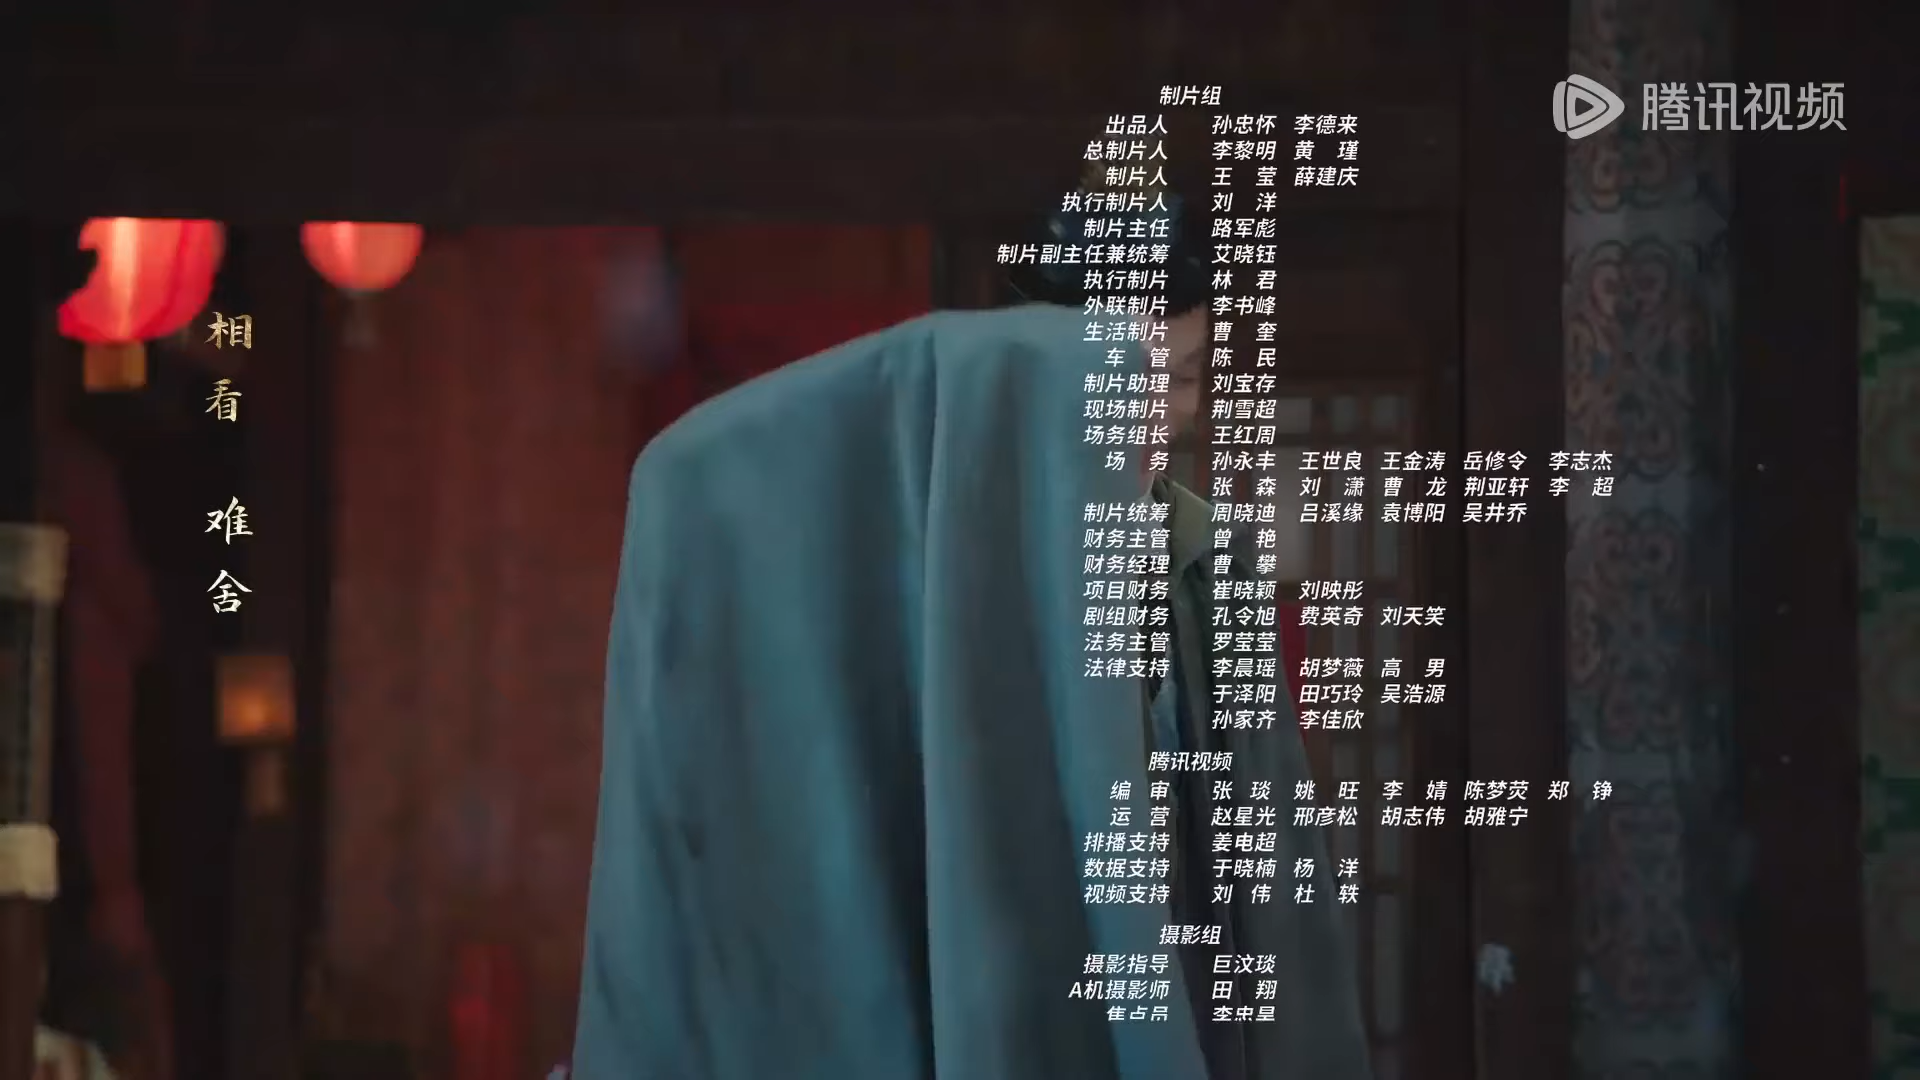 腾讯视频
相看 难舍
制片组
出品人 孙忠怀 李德来
总制片人 李黎明 黄 瑾
制片人 王 莹 薛建庆
执行制片人 刘 洋
制片主任 路军彪
制片副主任兼统筹 艾晓钰
执行制片 林 君
外联制片 李书峰
生活制片 曹 奎
车 管 陈 民
制片助理 刘宝存
现场制片 荆雪超
场务组长 王红周
场 务 孙永丰 王世良 王金涛 岳修令 李志杰
张 森 刘 潇 曹 龙 荆亚轩 李 超
制片统筹 周晓迪 吕溪缘 袁博阳 吴井乔
财务主管 曾 艳
财务经理 曹 攀
项目财务 崔晓颖 刘映彤
剧组财务 孔令旭 费英奇 刘天笑
法务主管 罗莹莹
法律支持 李晨瑶 胡梦薇 高 男
于泽阳 田巧玲 吴浩源
孙家齐 李佳欣
腾讯视频
编 审 张 琰 姚 旺 李 婧 陈梦荧 郑 铮
运 营 赵星光 邢彦松 胡志伟 胡雅宁
排播支持 姜电超
数据支持 于晓楠 杨 洋
视频支持 刘 伟 杜 轶
摄影组
摄影指导 巨汶琰
A机摄影师 田 翔
焦点员 李忠昊